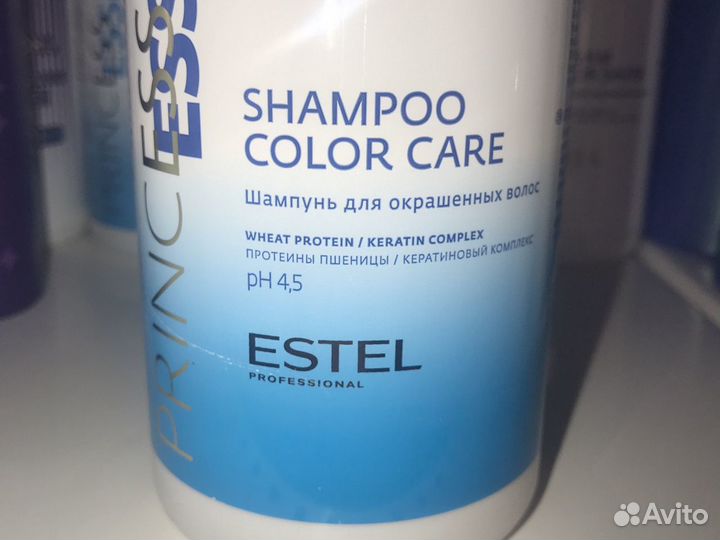 PRINCESS
ESS
SHAMPOO
COLOR CARE
Шампунь для окрашенных волос
WHEAT PROTEIN / KERATIN COMPLEX
ПРОТЕИНЫ ПШЕНИЦЫ / КЕРАТИНОВЫЙ КОМПЛЕКС
pH 4,5
ESTEL
PROFESSIONAL
Avito